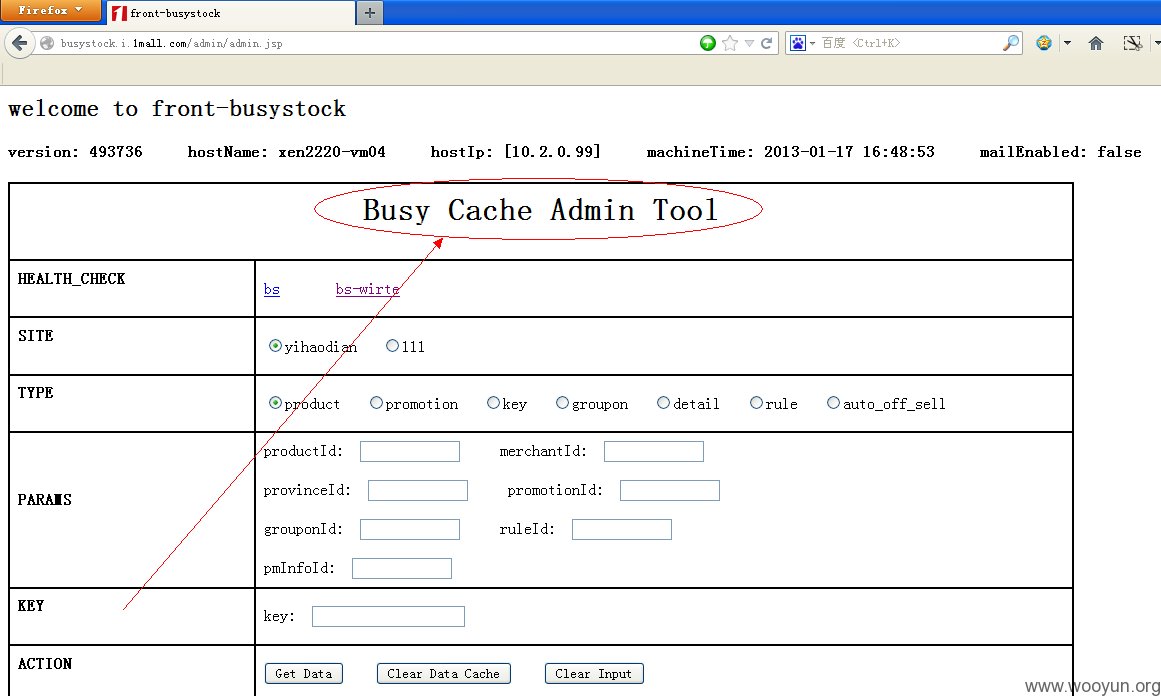 Firefox
front-busystock
busystock.i.1mall.com/admin/admin.jsp
百度 <Ctrl+K>
welcome to front-busystock
version: 493736 hostName: xen2220-vm04 hostIp: [10.2.0.99] machineTime: 2013-01-17 16:48:53 mailEnabled: false
Busy Cache Admin Tool
HEALTH_CHECK bs bs-wirte
SITE yihaodian 111
TYPE product promotion key groupon detail rule auto_off_sell
productId: merchantId:
provinceId: promotionId:
PARAMS
grouponId: ruleId:
pmInfoId:
KEY key:
ACTION Get Data Clear Data Cache Clear Input
www.wooyun.org